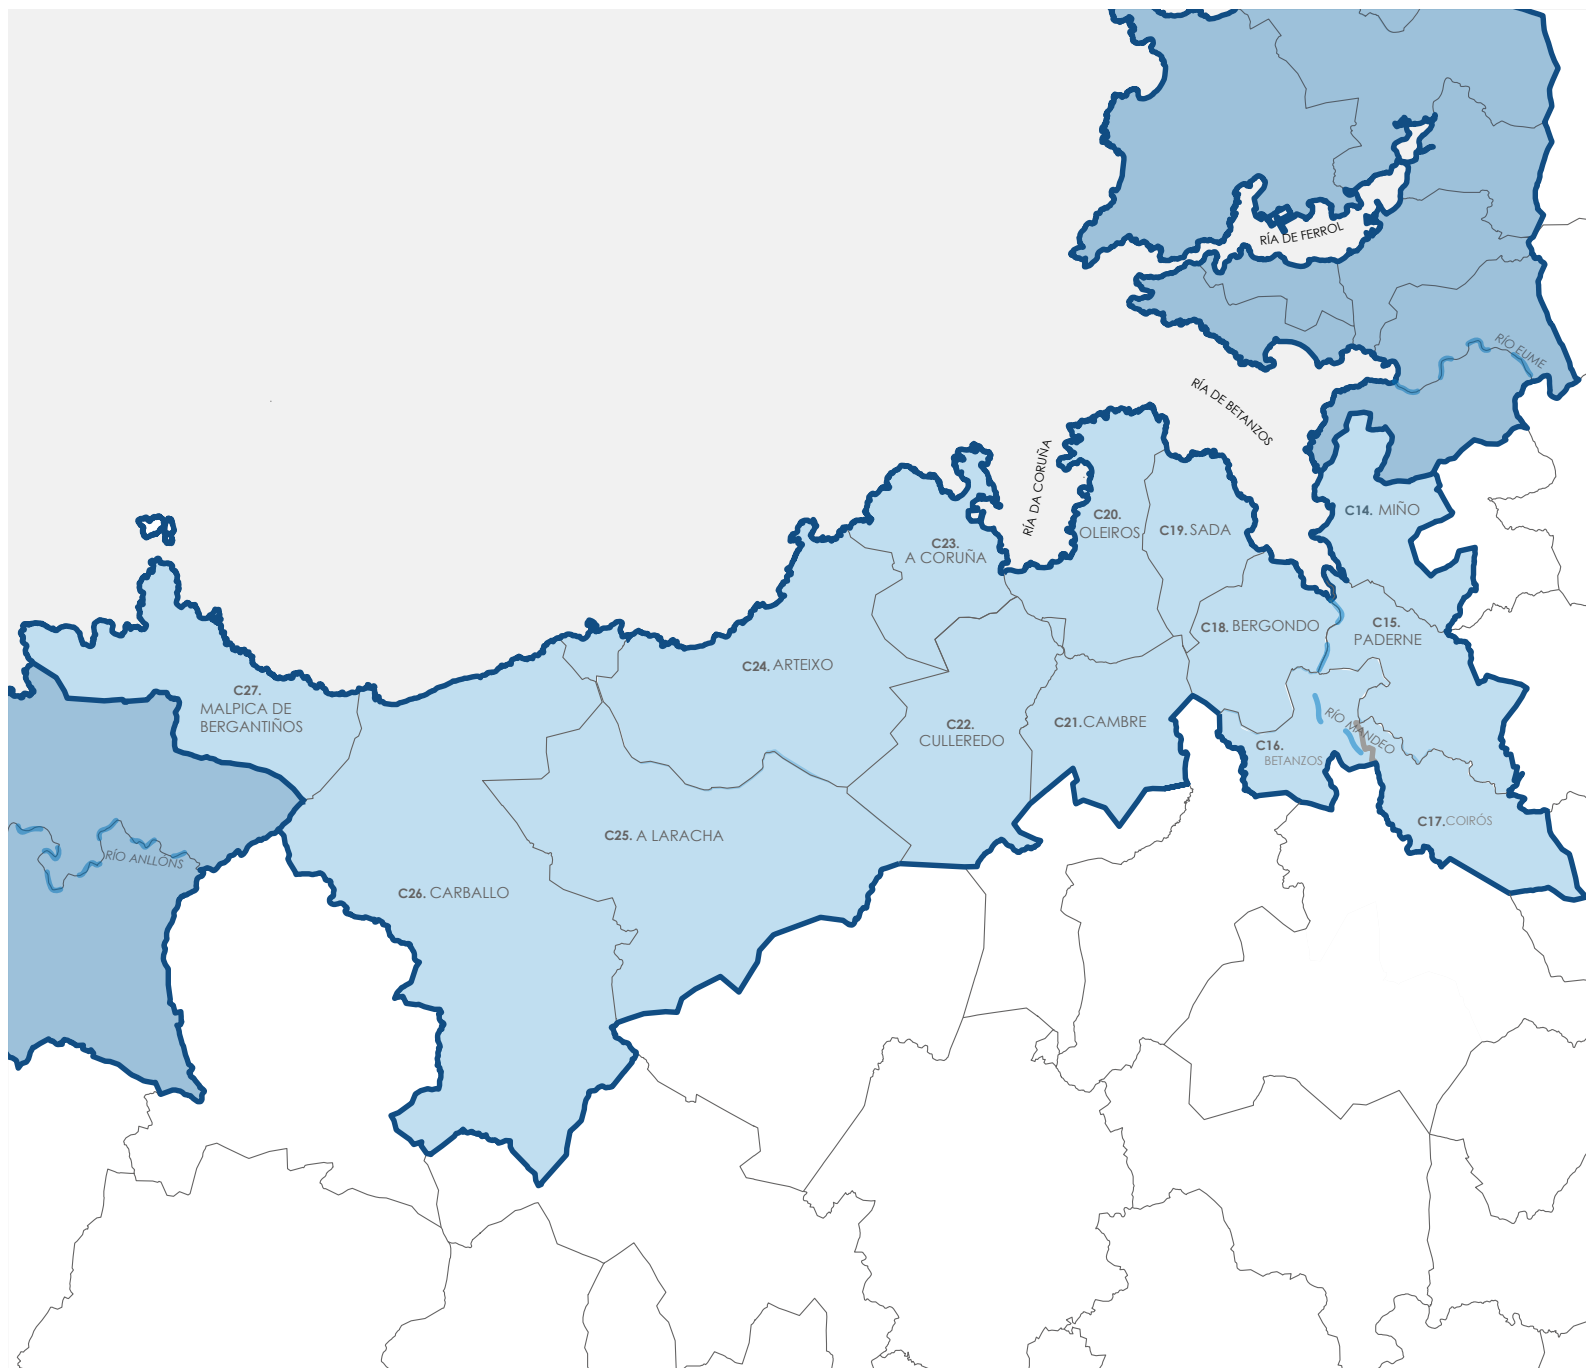 RÍA DE FERROL
RÍO EUME
RÍA DE BETANZOS
RÍA DA CORUÑA
C14. MIÑO
C20.
OLEIROS
C19. SADA
C23.
A CORUÑA
C18. BERGONDO
C15.
PADERNE
C24. ARTEIXO
C27.
MALPICA DE
BERGANTIÑOS
C22.
CULLEREDO
C21. CAMBRE
RÍO MANDEO
C16.
BETANZOS
C17. COIRÓS
C25. A LARACHA
RÍO ANLLÓNS
C26. CARBALLO